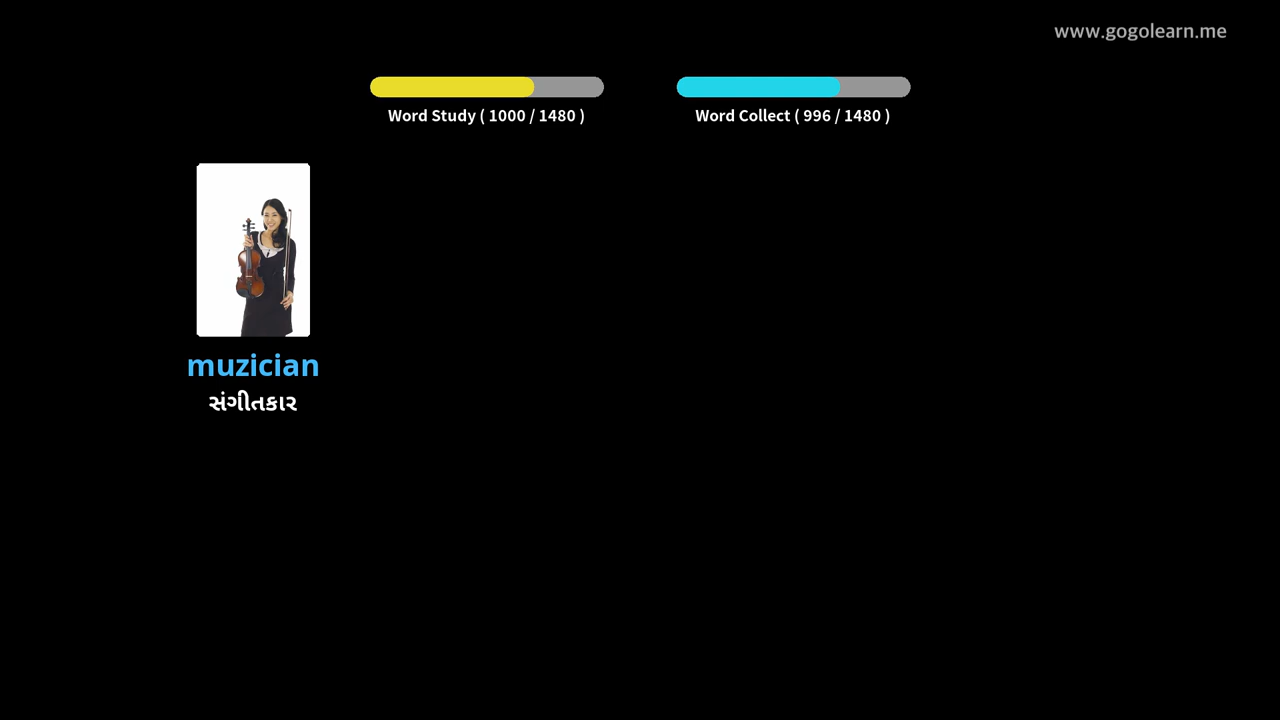 www.gogolearn.me
Word Study ( 1000 / 1480 )
Word Collect ( 996 / 1480 )
muzician
સંગીતકાર